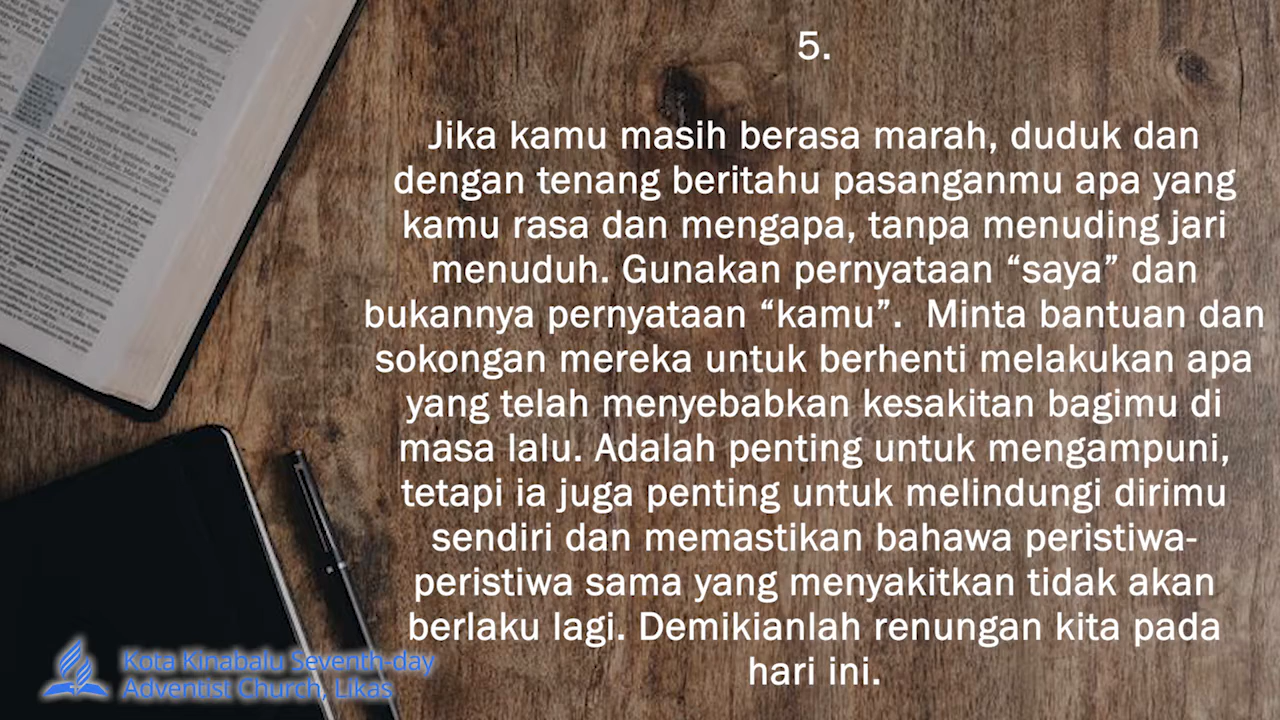 5.
Jika kamu masih berasa marah, duduk dan
dengan tenang beritahu pasanganmu apa yang
kamu rasa dan mengapa, tanpa menuding jari
menuduh. Gunakan pernyataan “saya” dan
bukannya pernyataan “kamu”.  Minta bantuan dan
sokongan mereka untuk berhenti melakukan apa
yang telah menyebabkan kesakitan bagimu di
masa lalu. Adalah penting untuk mengampuni,
tetapi ia juga penting untuk melindungi dirimu
sendiri dan memastikan bahawa peristiwa-
peristiwa sama yang menyakitkan tidak akan
berlaku lagi. Demikianlah renungan kita pada
hari ini.
Kota Kinabalu Seventh-day
Adventist Church, Likas